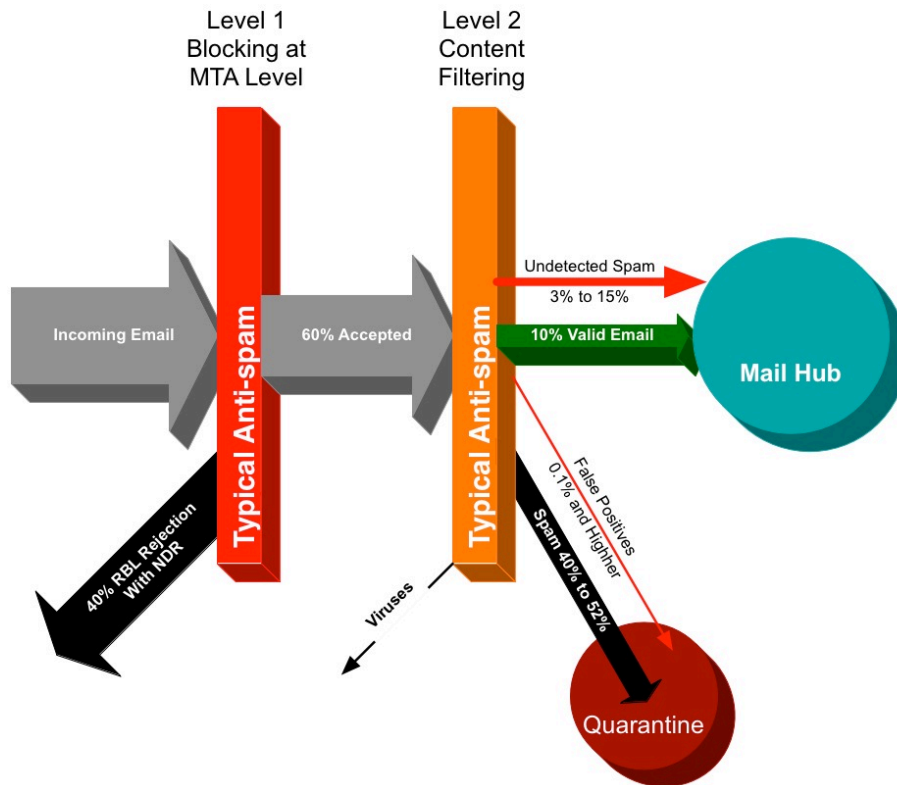 Level 1
Blocking at
MTA Level
Level 2
Content
Filtering
Incoming Email
Typical Anti-spam
60% Accepted
Typical Anti-spam
Undetected Spam
3% to 15%
10% Valid Email
Mail Hub
40% RBL Rejection
With NDR
Viruses
False Positives
0.1% and Highher
Spam 40% to 52%
Quarantine